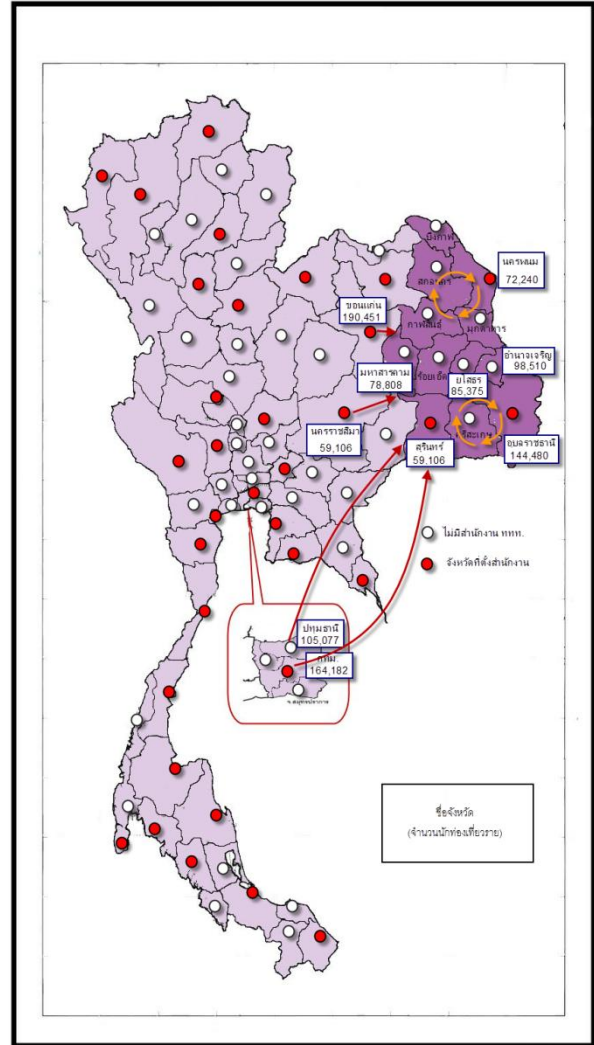 บึงกาฬ
นครพนม
72,240
สกลนคร
ขอนแก่น
190,451
กาฬสินธุ์
มุกดาหาร
อำนาจเจริญ
98,510
มหาสารคาม
78,808
ร้อยเอ็ด
ยโสธร
85,375
นครราชสีมา
59,106
สุรินทร์
59,106
ศรีสะเกษ
อุบลราชธานี
144,480
ไม่มีสำนักงาน ททท.
จังหวัดที่ตั้งสำนักงาน
ปทุมธานี
105,077
กทม.
164,182
จ.สมุทรปราการ
ชื่อจังหวัด
(จำนวนนักท่องเที่ยวราย)